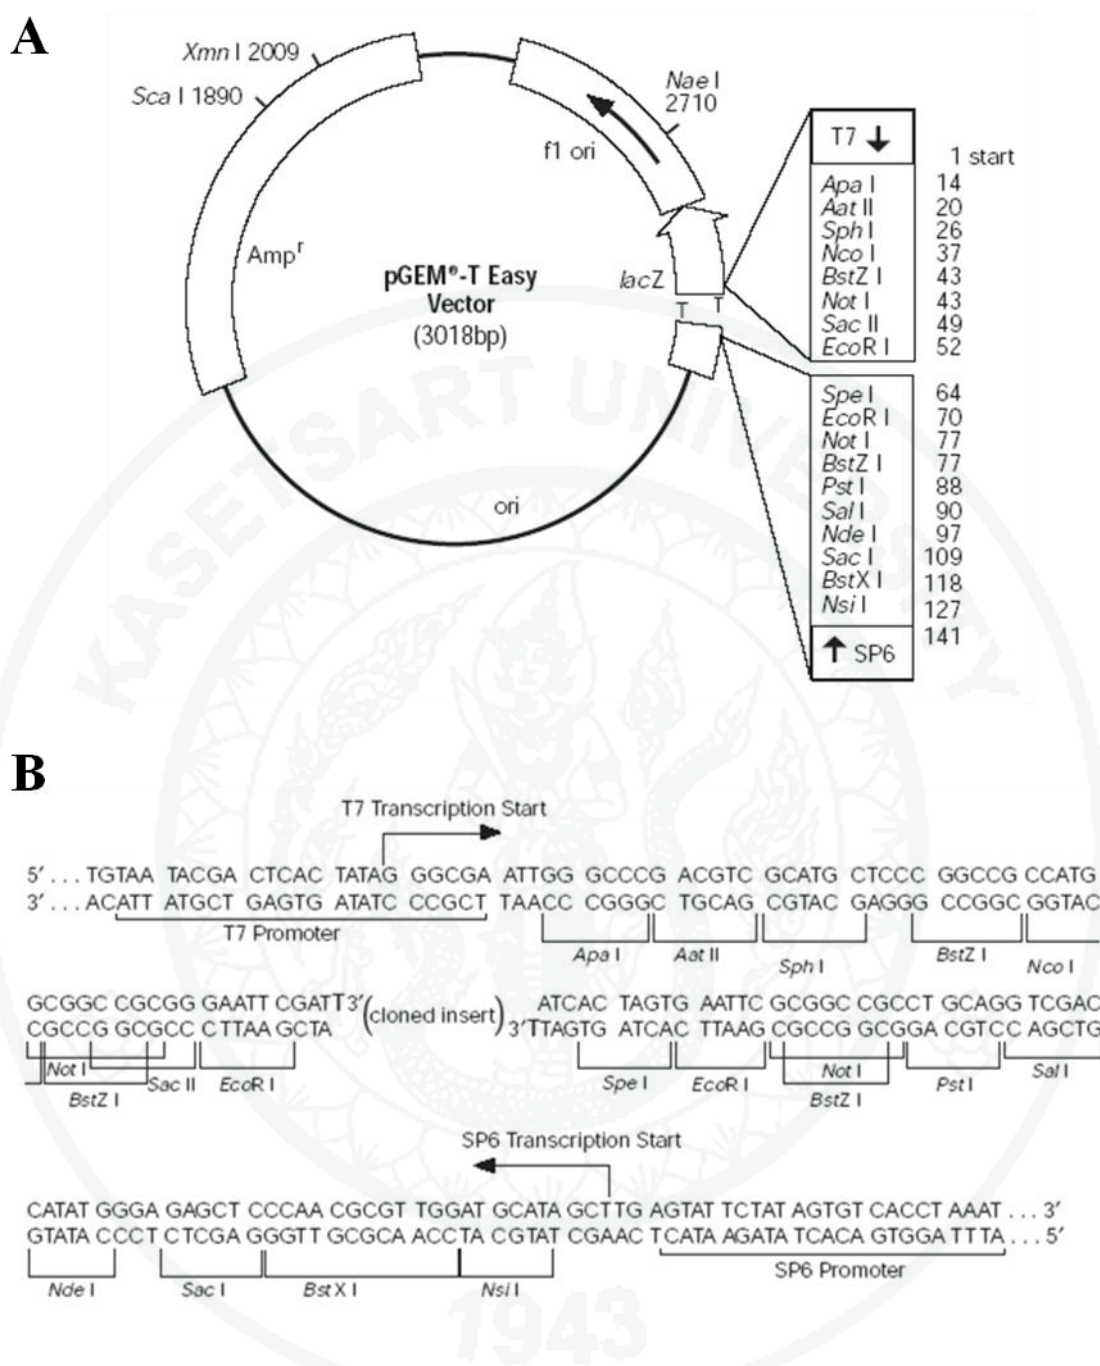 A
Xmn I 2009
Sca I 1890
Nae I
2710
f1 ori
Ampʳ
pGEM®-T Easy
Vector
(3018bp)
lacZ
T T
ori
T7 ↓
1 start
Apa I 14
Aat II 20
Sph I 26
Nco I 37
BstZ I 43
Not I 43
Sac II 49
EcoR I 52
Spe I 64
EcoR I 70
Not I 77
BstZ I 77
Pst I 88
Sal I 90
Nde I 97
Sac I 109
BstX I 118
Nsi I 127
141
↑ SP6
KASETSART UNIVERSITY
B
T7 Transcription Start
5′ ... TGTAA TACGA CTCAC TATAG GGCGA ATTGG GCCCG ACGTC GCATG CTCCC GGCCG CCATG
3′ ... ACATT ATGCT GAGTG ATATC CCGCT TAACC CGGGC TGCAG CGTAC GAGGG CCGGC GGTAC
T7 Promoter
Apa I Aat II Sph I BstZ I Nco I
GCGGC CGCGG GAATT CGATT3′ (cloned insert) ATCAC TAGTG AATTC GCGGC CGCCT GCAGG TCGAC
CGCCG GCGCC CTTAA GCTA 3′TTAGTG ATCAC TTAAG CGCCG GCGGA CGTCC AGCTG
Not I Sac II EcoR I Spe I EcoR I Not I Pst I Sal I
BstZ I BstZ I
SP6 Transcription Start
CATAT GGGA GAGCT CCCAA CGCGT TGGAT GCATA GCTTG AGTAT TCTAT AGTGT CACCT AAAT ... 3′
GTATA CCCT CTCGA GGGTT GCGCA ACCTA CGTAT CGAAC TCATA AGATA TCACA GTGGA TTTA ... 5′
Nde I Sac I BstX I Nsi I
SP6 Promoter
1943